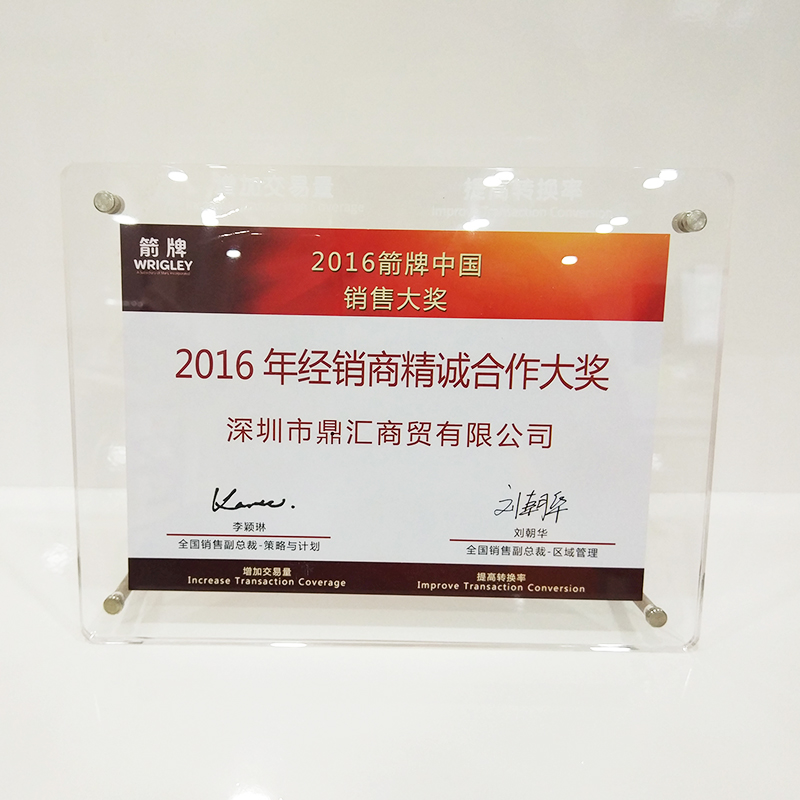 箭牌
WRIGLEY
2016箭牌中国
销售大奖
2016 年经销商精诚合作大奖
深圳市鼎汇商贸有限公司
刘朝华
李颖琳
刘朝华
全国销售副总裁-策略与计划
全国销售副总裁-区域管理
增加交易量
Increase Transaction Coverage
提高转换率
Improve Transaction Conversion